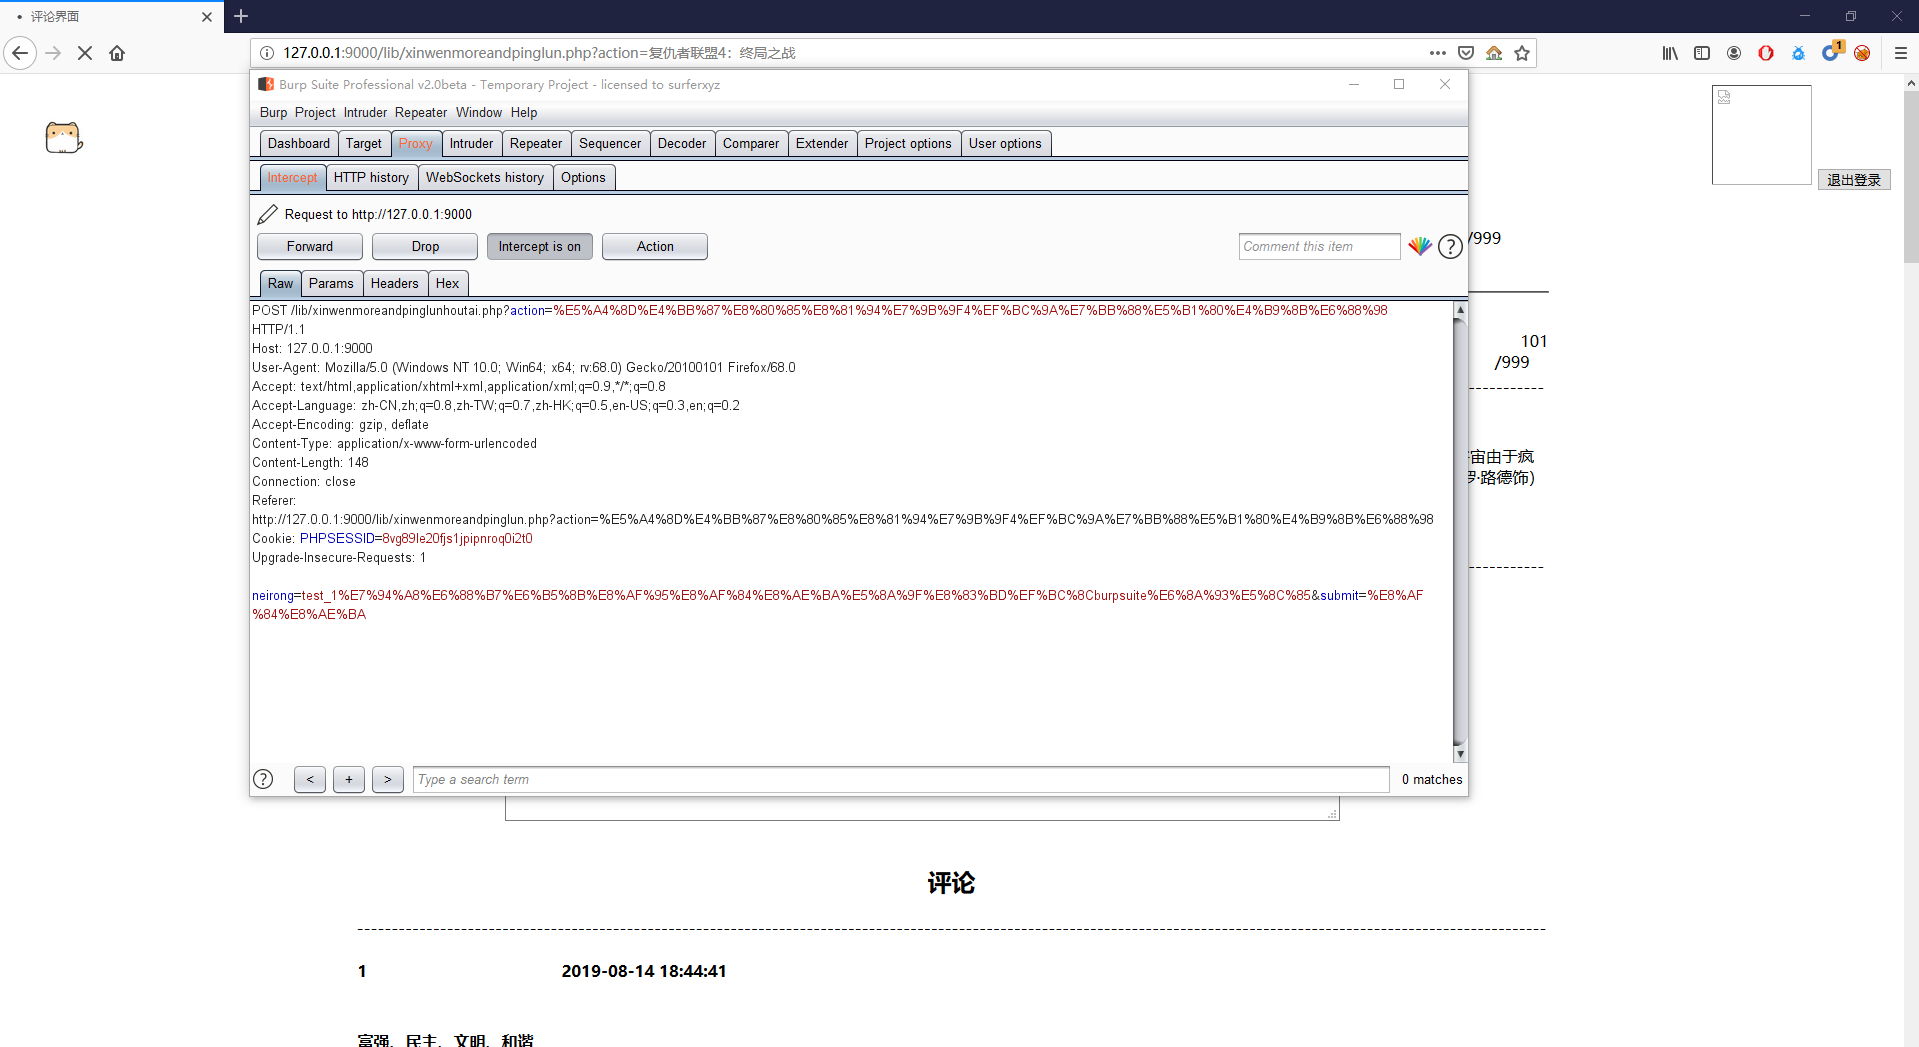 评论界面
127.0.0.1:9000/lib/xinwenmoreandpinglun.php?action=复仇者联盟4：终局之战
1
Burp Suite Professional v2.0beta - Temporary Project - licensed to surferxyz
Burp Project Intruder Repeater Window Help
Dashboard Target Proxy Intruder Repeater Sequencer Decoder Comparer Extender Project options User options
Intercept HTTP history WebSockets history Options
退出登录
Request to http://127.0.0.1:9000
Forward Drop Intercept is on Action Comment this item ?
/999
Raw Params Headers Hex
POST /lib/xinwenmoreandpinglunhoutai.php?action=%E5%A4%8D%E4%BB%87%E8%80%85%E8%81%94%E7%9B%9F4%EF%BC%9A%E7%BB%88%E5%B1%80%E4%B9%8B%E6%88%98
HTTP/1.1
Host: 127.0.0.1:9000
User-Agent: Mozilla/5.0 (Windows NT 10.0; Win64; x64; rv:68.0) Gecko/20100101 Firefox/68.0
Accept: text/html,application/xhtml+xml,application/xml;q=0.9,*/*;q=0.8
Accept-Language: zh-CN,zh;q=0.8,zh-TW;q=0.7,zh-HK;q=0.5,en-US;q=0.3,en;q=0.2
Accept-Encoding: gzip, deflate
Content-Type: application/x-www-form-urlencoded
Content-Length: 148
Connection: close
Referer:
http://127.0.0.1:9000/lib/xinwenmoreandpinglun.php?action=%E5%A4%8D%E4%BB%87%E8%80%85%E8%81%94%E7%9B%9F4%EF%BC%9A%E7%BB%88%E5%B1%80%E4%B9%8B%E6%88%98
Cookie: PHPSESSID=8vg89le20fjs1jpipnroq0i2t0
Upgrade-Insecure-Requests: 1
neirong=test_1%E7%94%A8%E6%88%B7%E6%B5%8B%E8%AF%95%E8%AF%84%E8%AE%BA%E5%8A%9F%E8%83%BD%EF%BC%8Cburpsuite%E6%8A%93%E5%8C%85&submit=%E8%AF
%84%E8%AE%BA
101
/999
宙由于疯
罗·路德饰)
? < + > Type a search term 0 matches
评论
1 2019-08-14 18:44:41
富强、民主、文明、和谐